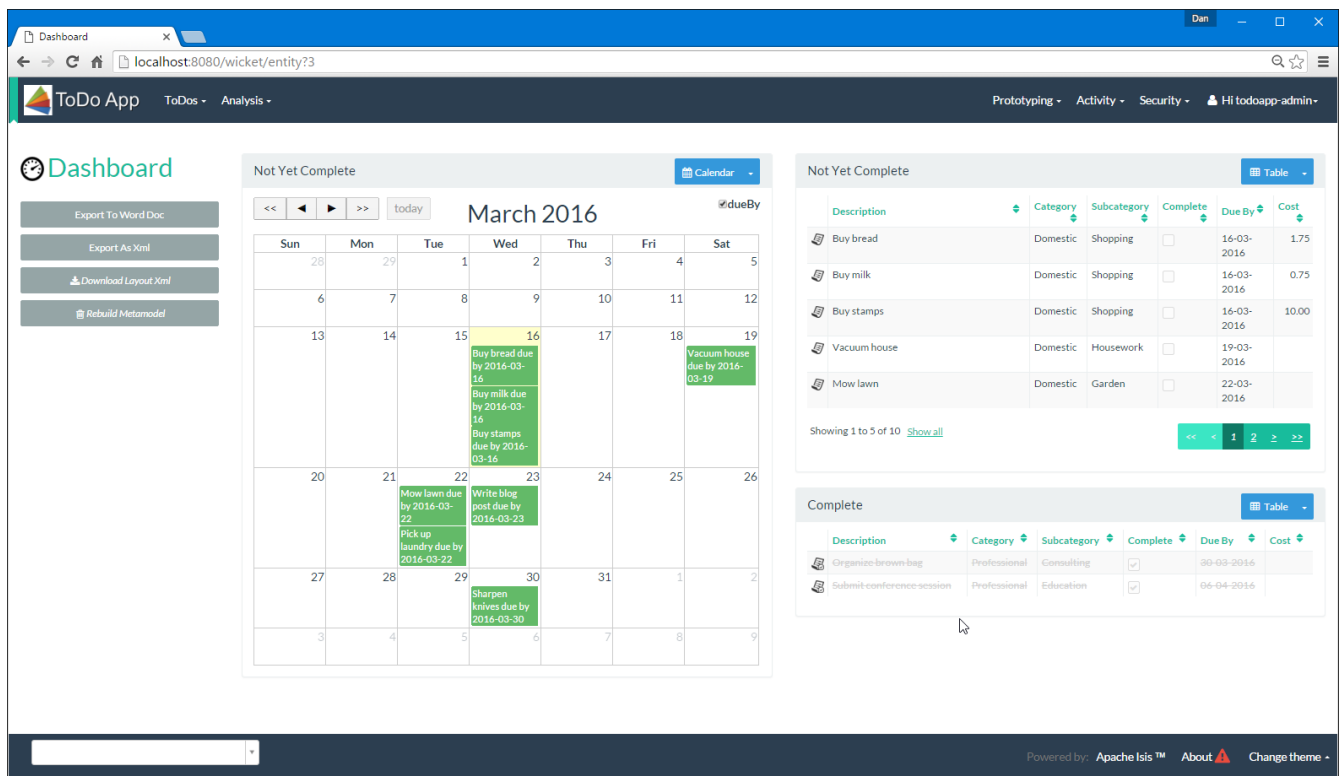 Dan
Dashboard
localhost:8080/wicket/entity?3
ToDo App ToDos Analysis Prototyping Activity Security Hi todoapp-admin
Dashboard
Export To Word Doc
Export As Xml
Download Layout Xml
Rebuild Metamodel
Not Yet Complete Calendar
<< ◄ ► >> today March 2016 dueBy
Sun Mon Tue Wed Thu Fri Sat
28 29 1 2 3 4 5
6 7 8 9 10 11 12
13 14 15 16 17 18 19
Buy bread due
by 2016-03-
16
Buy milk due
by 2016-03-
16
Buy stamps
due by 2016-
03-16
Vacuum house
due by 2016-
03-19
20 21 22 23 24 25 26
Mow lawn due
by 2016-03-
22
Pick up
laundry due by
2016-03-22
Write blog
post due by
2016-03-23
27 28 29 30 31 1 2
Sharpen
knives due by
2016-03-30
3 4 5 6 7 8 9
Not Yet Complete Table
Description Category Subcategory Complete Due By Cost
Buy bread Domestic Shopping 16-03- 1.75
2016
Buy milk Domestic Shopping 16-03- 0.75
2016
Buy stamps Domestic Shopping 16-03- 10.00
2016
Vacuum house Domestic Housework 19-03-
2016
Mow lawn Domestic Garden 22-03-
2016
Showing 1 to 5 of 10 Show all << < 1 2 > >>
Complete Table
Description Category Subcategory Complete Due By Cost
Organize brown bag Professional Consulting 30-03-2016
Submit conference session Professional Education 06-04-2016
Powered by: Apache Isis ™ About Change theme